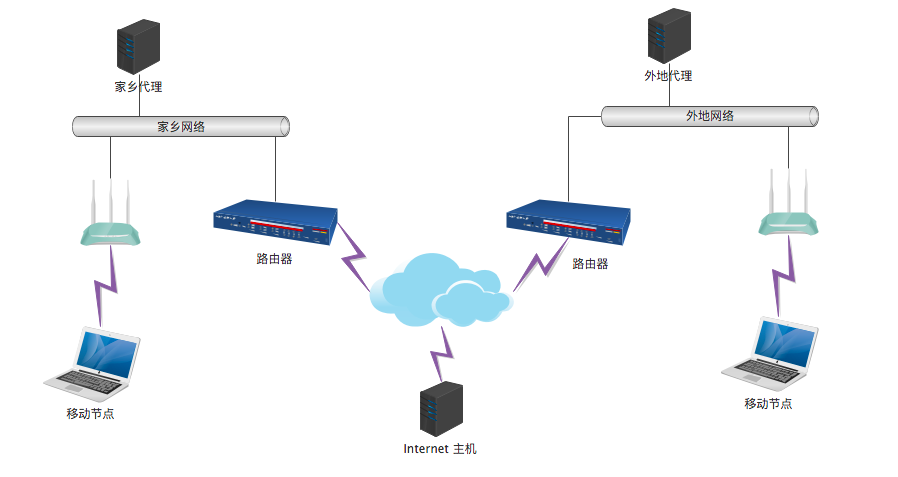 家乡代理
外地代理
家乡网络
外地网络
路由器
路由器
移动节点
移动节点
Internet 主机